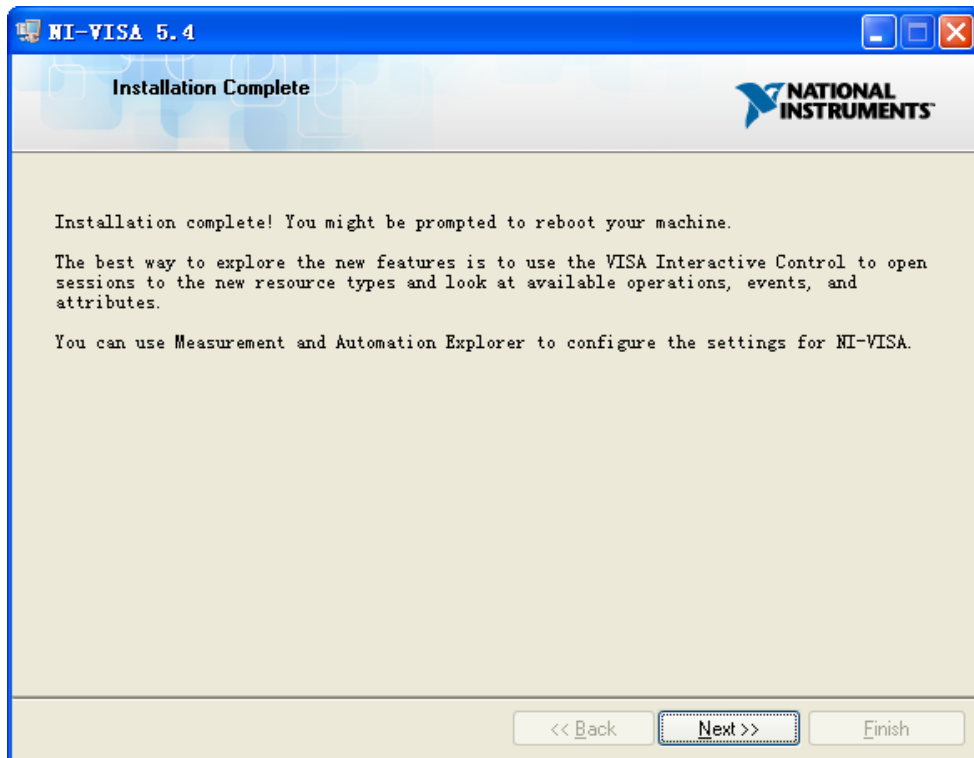 NI-VISA 5.4
Installation Complete
NATIONAL
INSTRUMENTS™
Installation complete! You might be prompted to reboot your machine.
The best way to explore the new features is to use the VISA Interactive Control to open
sessions to the new resource types and look at available operations, events, and
attributes.
You can use Measurement and Automation Explorer to configure the settings for NI-VISA.
<< Back Next >> Finish